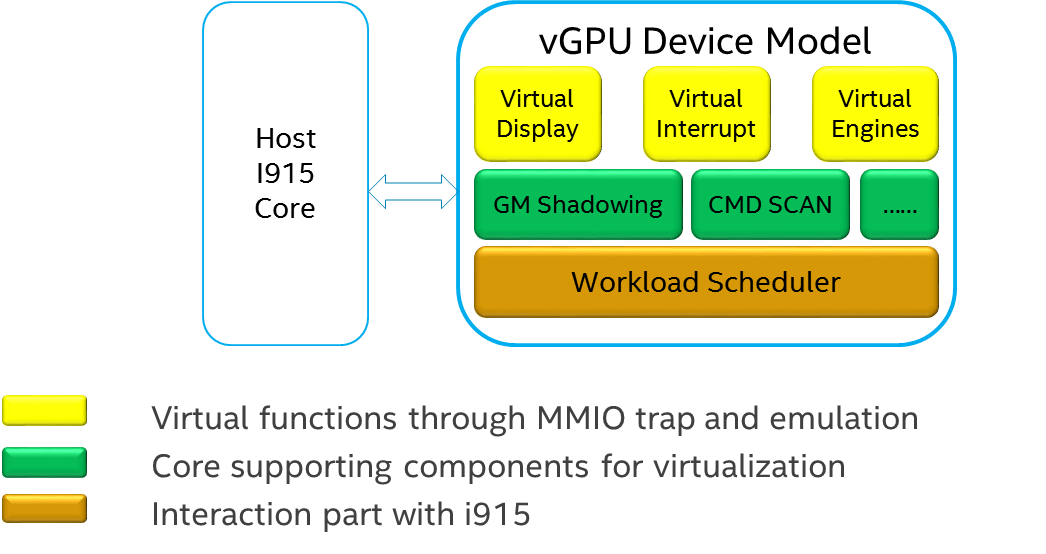 vGPU Device Model
Host
I915
Core
Virtual
Display
Virtual
Interrupt
Virtual
Engines
GM Shadowing
CMD SCAN
......
Workload Scheduler
Virtual functions through MMIO trap and emulation
Core supporting components for virtualization
Interaction part with i915